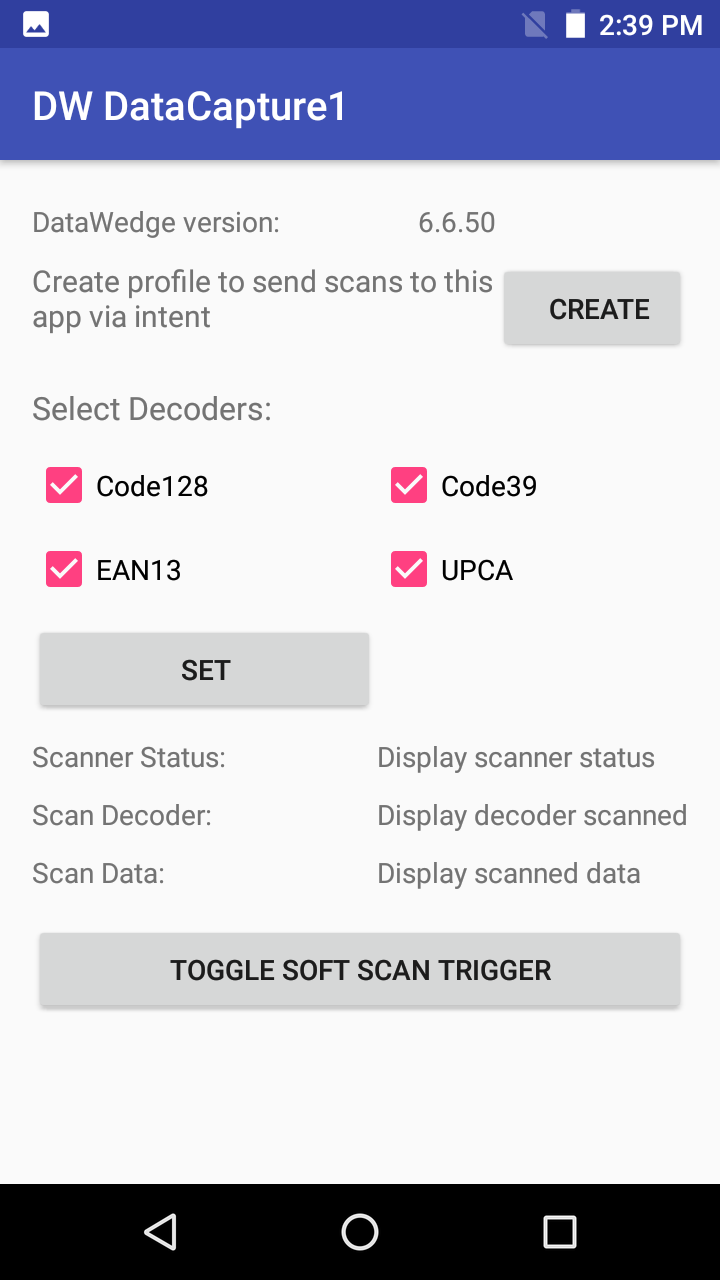 2:39 PM
DW DataCapture1
DataWedge version: 6.6.50
Create profile to send scans to this
app via intent
CREATE
Select Decoders:
Code128 Code39
EAN13 UPCA
SET
Scanner Status: Display scanner status
Scan Decoder: Display decoder scanned
Scan Data: Display scanned data
TOGGLE SOFT SCAN TRIGGER